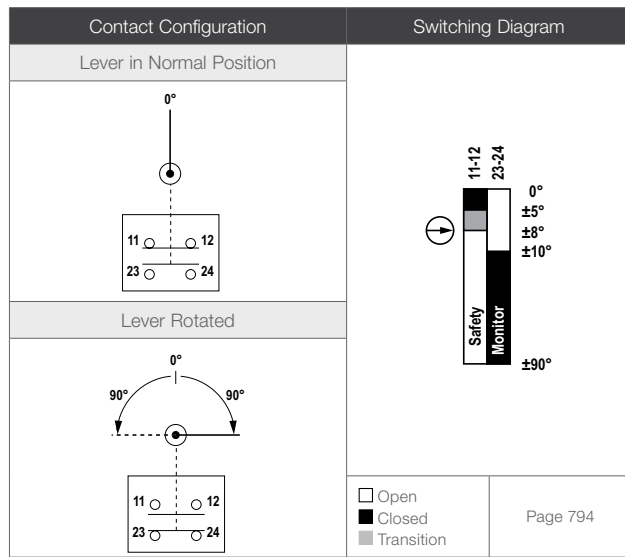 Contact Configuration
Switching Diagram
Lever in Normal Position
0°
11
12
23
24
Lever Rotated
0°
90°
90°
11
12
23
24
11-12
23-24
0°
±5°
±8°
±10°
±90°
Safety
Monitor
Open
Closed
Transition
Page 794